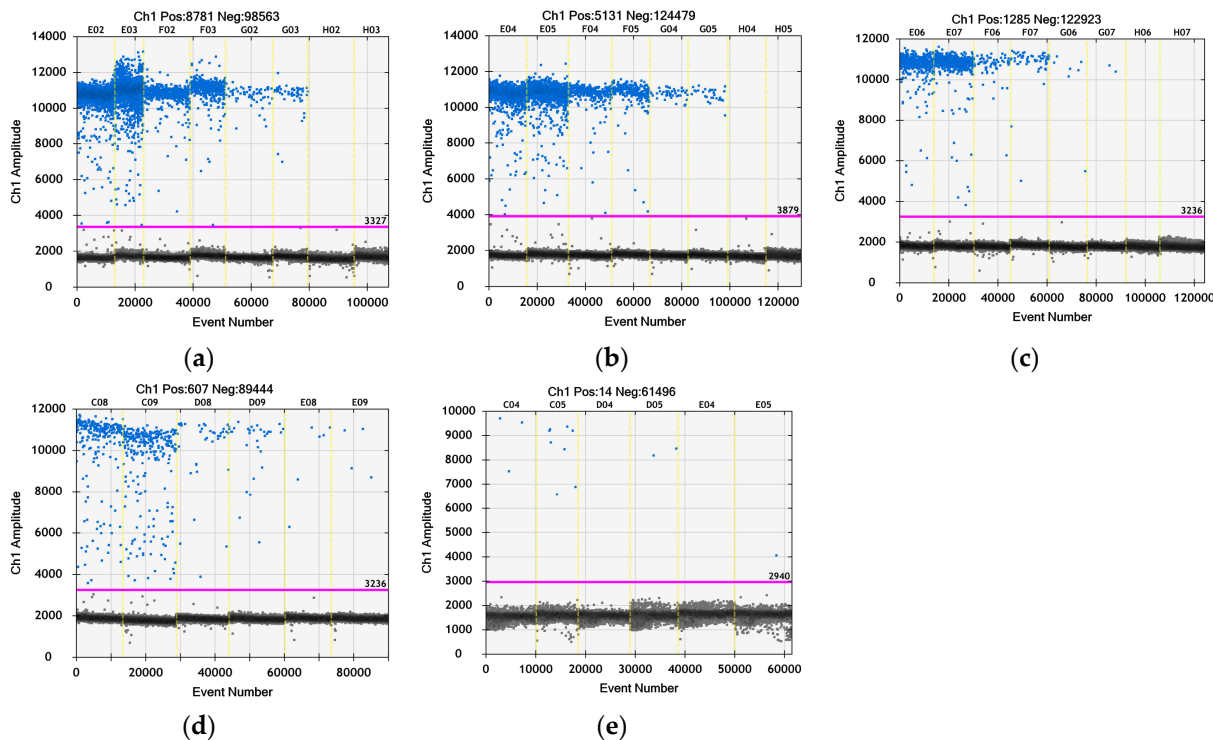 Ch1 Pos:8781 Neg:98563
E02 E03 F02 F03 G02 G03 H02 H03
14000
12000
10000
8000
6000
4000
2000
0
Ch1 Amplitude
3327
0 20000 40000 60000 80000 100000
Event Number
(a)
Ch1 Pos:5131 Neg:124479
E04 E05 F04 F05 G04 G05 H04 H05
14000
12000
10000
8000
6000
4000
2000
0
Ch1 Amplitude
3879
0 20000 40000 60000 80000 100000 120000
Event Number
(b)
Ch1 Pos:1285 Neg:122923
E06 E07 F06 F07 G06 G07 H06 H07
12000
10000
8000
6000
4000
2000
0
Ch1 Amplitude
3236
0 20000 40000 60000 80000 100000 120000
Event Number
(c)
Ch1 Pos:607 Neg:89444
C08 C09 D08 D09 E08 E09
12000
10000
8000
6000
4000
2000
0
Ch1 Amplitude
3236
0 20000 40000 60000 80000
Event Number
(d)
Ch1 Pos:14 Neg:61496
C04 C05 D04 D05 E04 E05
10000
9000
8000
7000
6000
5000
4000
3000
2000
1000
0
Ch1 Amplitude
2940
0 10000 20000 30000 40000 50000 60000
Event Number
(e)